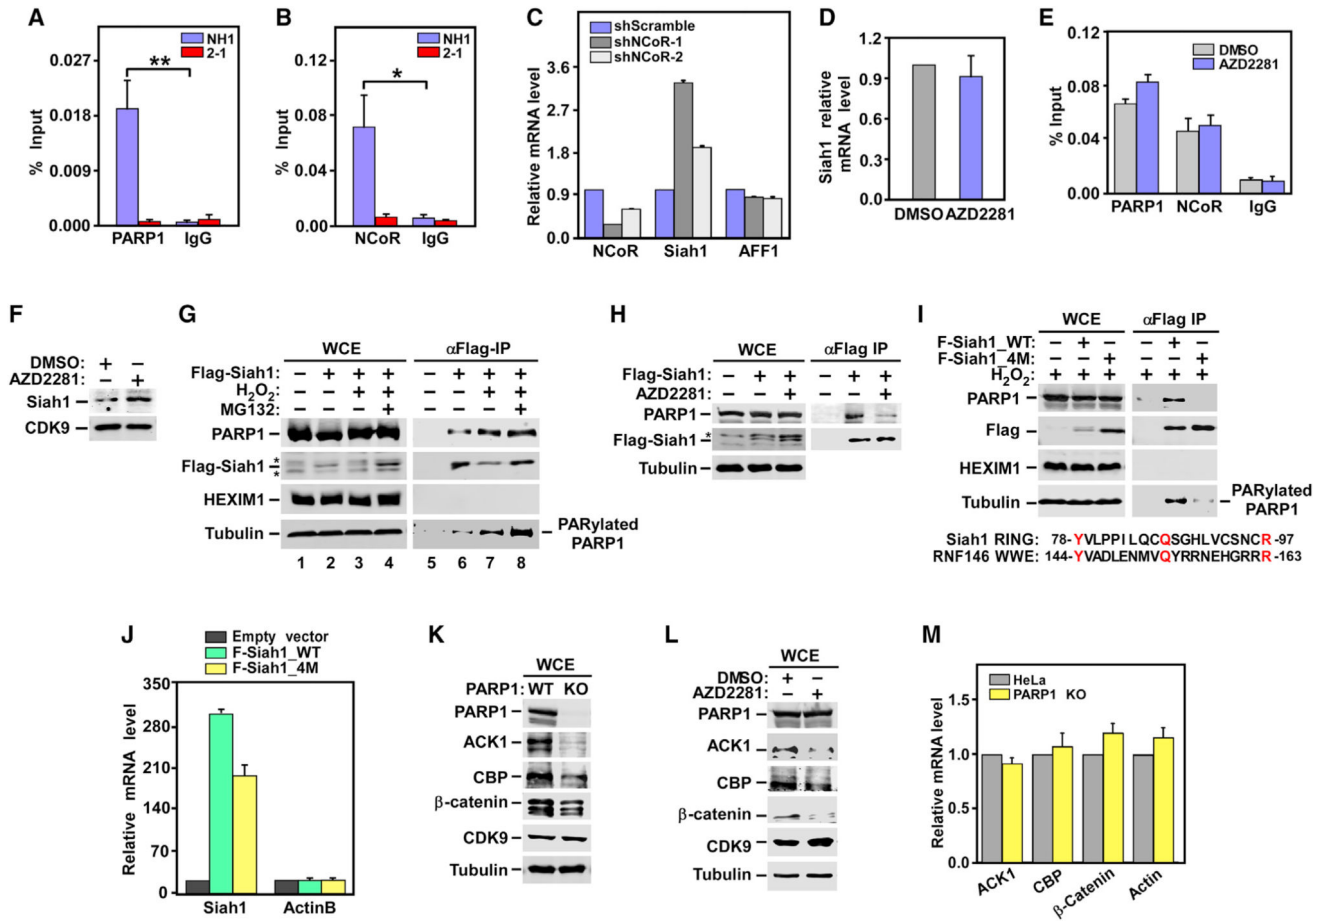 A
NH1
2-1
0.027
0.018
0.009
0.000
% Input
**
PARP1 IgG
B
NH1
2-1
0.12
0.08
0.04
0.00
% Input
*
NCoR IgG
C
shScramble
shNCoR-1
shNCoR-2
3.6
2.7
1.8
0.9
0.0
Relative mRNA level
NCoR Siah1 AFF1
D
1.2
0.9
0.6
0.3
0.0
Siah1 relative
mRNA level
DMSO AZD2281
E
DMSO
AZD2281
0.12
0.08
0.04
0.00
% Input
PARP1 NCoR IgG
F
DMSO: + –
AZD2281: – +
Siah1
CDK9
G
WCE αFlag-IP
Flag-Siah1: – + + + – + + +
H2O2: – – + + – – + +
MG132: – – – + – – – +
PARP1
Flag-Siah1 * *
HEXIM1
Tubulin
PARylated
PARP1
1 2 3 4 5 6 7 8
H
WCE αFlag IP
Flag-Siah1: – + + – + +
AZD2281: – – + – – +
PARP1
Flag-Siah1 *
Tubulin
I
WCE αFlag IP
F-Siah1_WT: – + – – + –
F-Siah1_4M: – – + – – +
H2O2: + + + + + +
PARP1
Flag
HEXIM1
Tubulin
PARylated
PARP1
Siah1 RING: 78-YVLPPILQCQSGHLVCSNCR-97
RNF146 WWE: 144-YVADLENMVQYRRNEHGRRR-163
J
Empty vector
F-Siah1_WT
F-Siah1_4M
350
280
210
140
70
0
Relative mRNA level
Siah1 ActinB
K
WCE
PARP1: WT KO
PARP1
ACK1
CBP
β-catenin
CDK9
Tubulin
L
WCE
DMSO: + –
AZD2281: – +
PARP1
ACK1
CBP
β-catenin
CDK9
Tubulin
M
HeLa
PARP1 KO
1.5
1.0
0.5
0.0
Relative mRNA level
ACK1 CBP β-Catenin Actin